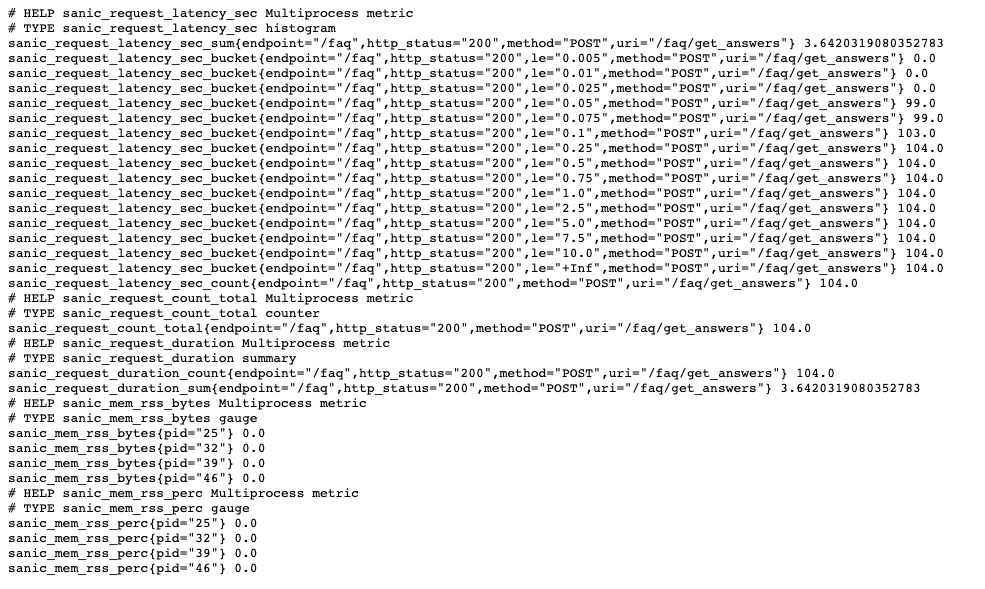 # HELP sanic_request_latency_sec Multiprocess metric
# TYPE sanic_request_latency_sec histogram
sanic_request_latency_sec_sum{endpoint="/faq",http_status="200",method="POST",uri="/faq/get_answers"} 3.6420319080352783
sanic_request_latency_sec_bucket{endpoint="/faq",http_status="200",le="0.005",method="POST",uri="/faq/get_answers"} 0.0
sanic_request_latency_sec_bucket{endpoint="/faq",http_status="200",le="0.01",method="POST",uri="/faq/get_answers"} 0.0
sanic_request_latency_sec_bucket{endpoint="/faq",http_status="200",le="0.025",method="POST",uri="/faq/get_answers"} 0.0
sanic_request_latency_sec_bucket{endpoint="/faq",http_status="200",le="0.05",method="POST",uri="/faq/get_answers"} 99.0
sanic_request_latency_sec_bucket{endpoint="/faq",http_status="200",le="0.075",method="POST",uri="/faq/get_answers"} 99.0
sanic_request_latency_sec_bucket{endpoint="/faq",http_status="200",le="0.1",method="POST",uri="/faq/get_answers"} 103.0
sanic_request_latency_sec_bucket{endpoint="/faq",http_status="200",le="0.25",method="POST",uri="/faq/get_answers"} 104.0
sanic_request_latency_sec_bucket{endpoint="/faq",http_status="200",le="0.5",method="POST",uri="/faq/get_answers"} 104.0
sanic_request_latency_sec_bucket{endpoint="/faq",http_status="200",le="0.75",method="POST",uri="/faq/get_answers"} 104.0
sanic_request_latency_sec_bucket{endpoint="/faq",http_status="200",le="1.0",method="POST",uri="/faq/get_answers"} 104.0
sanic_request_latency_sec_bucket{endpoint="/faq",http_status="200",le="2.5",method="POST",uri="/faq/get_answers"} 104.0
sanic_request_latency_sec_bucket{endpoint="/faq",http_status="200",le="5.0",method="POST",uri="/faq/get_answers"} 104.0
sanic_request_latency_sec_bucket{endpoint="/faq",http_status="200",le="7.5",method="POST",uri="/faq/get_answers"} 104.0
sanic_request_latency_sec_bucket{endpoint="/faq",http_status="200",le="10.0",method="POST",uri="/faq/get_answers"} 104.0
sanic_request_latency_sec_bucket{endpoint="/faq",http_status="200",le="+Inf",method="POST",uri="/faq/get_answers"} 104.0
sanic_request_latency_sec_count{endpoint="/faq",http_status="200",method="POST",uri="/faq/get_answers"} 104.0
# HELP sanic_request_count_total Multiprocess metric
# TYPE sanic_request_count_total counter
sanic_request_count_total{endpoint="/faq",http_status="200",method="POST",uri="/faq/get_answers"} 104.0
# HELP sanic_request_duration Multiprocess metric
# TYPE sanic_request_duration summary
sanic_request_duration_count{endpoint="/faq",http_status="200",method="POST",uri="/faq/get_answers"} 104.0
sanic_request_duration_sum{endpoint="/faq",http_status="200",method="POST",uri="/faq/get_answers"} 3.6420319080352783
# HELP sanic_mem_rss_bytes Multiprocess metric
# TYPE sanic_mem_rss_bytes gauge
sanic_mem_rss_bytes{pid="25"} 0.0
sanic_mem_rss_bytes{pid="32"} 0.0
sanic_mem_rss_bytes{pid="39"} 0.0
sanic_mem_rss_bytes{pid="46"} 0.0
# HELP sanic_mem_rss_perc Multiprocess metric
# TYPE sanic_mem_rss_perc gauge
sanic_mem_rss_perc{pid="25"} 0.0
sanic_mem_rss_perc{pid="32"} 0.0
sanic_mem_rss_perc{pid="39"} 0.0
sanic_mem_rss_perc{pid="46"} 0.0